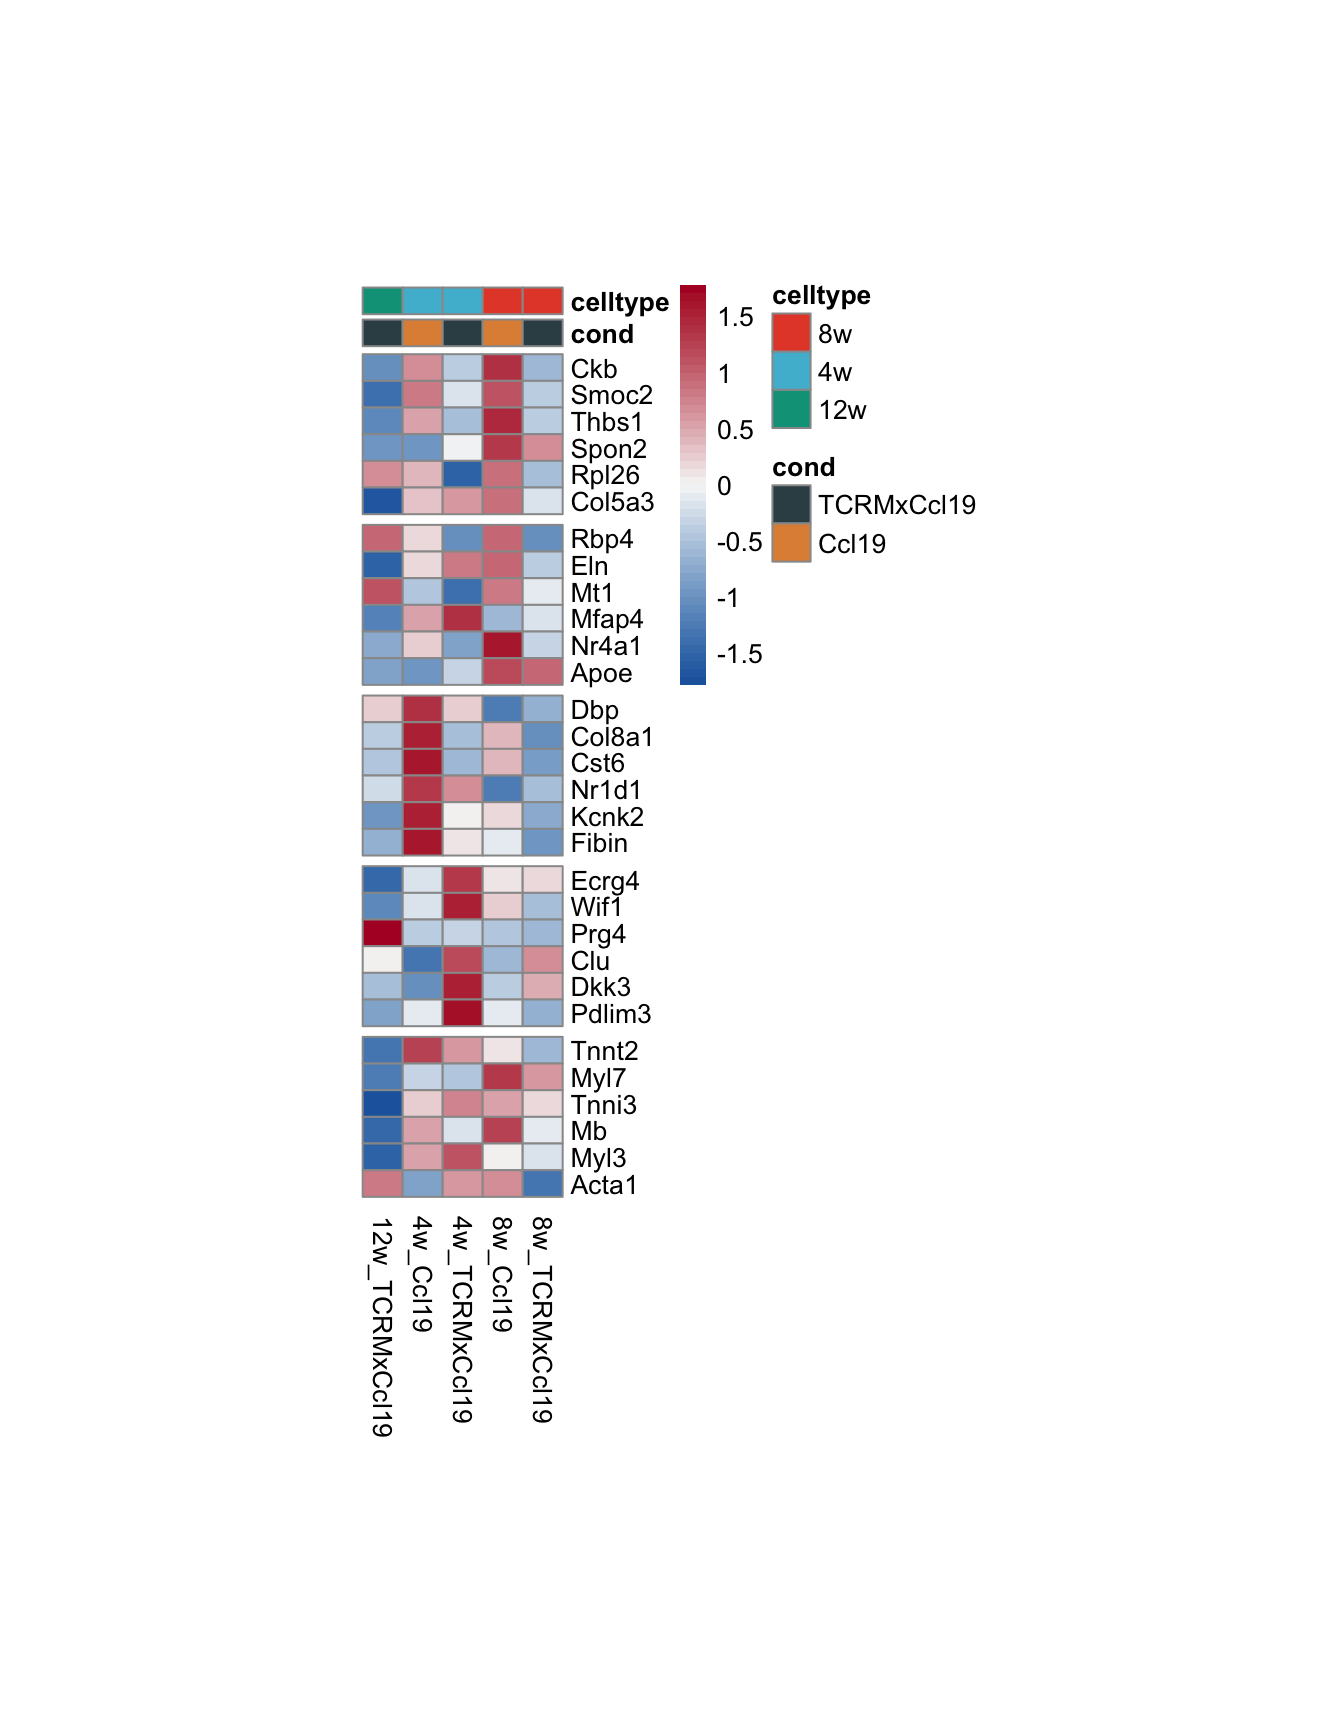 celltype
cond
Ckb
Smoc2
Thbs1
Spon2
Rpl26
Col5a3
Rbp4
Eln
Mt1
Mfap4
Nr4a1
Apoe
Dbp
Col8a1
Cst6
Nr1d1
Kcnk2
Fibin
Ecrg4
Wif1
Prg4
Clu
Dkk3
Pdlim3
Tnnt2
Myl7
Tnni3
Mb
Myl3
Acta1
12w_TCRMxCcl19
4w_Ccl19
4w_TCRMxCcl19
8w_Ccl19
8w_TCRMxCcl19
1.5
1
0.5
0
-0.5
-1
-1.5
celltype
8w
4w
12w
cond
TCRMxCcl19
Ccl19